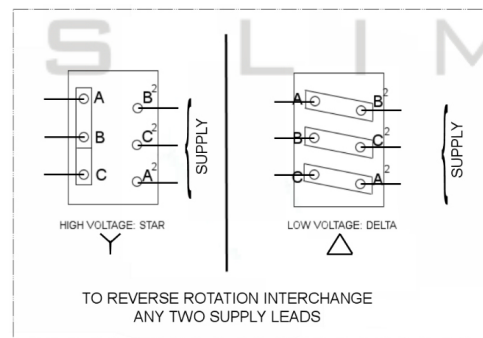 S LIM
A B²
B C²
C A²
SUPPLY
HIGH VOLTAGE: STAR
A B²
B C²
C A²
SUPPLY
LOW VOLTAGE: DELTA
TO REVERSE ROTATION INTERCHANGE
ANY TWO SUPPLY LEADS